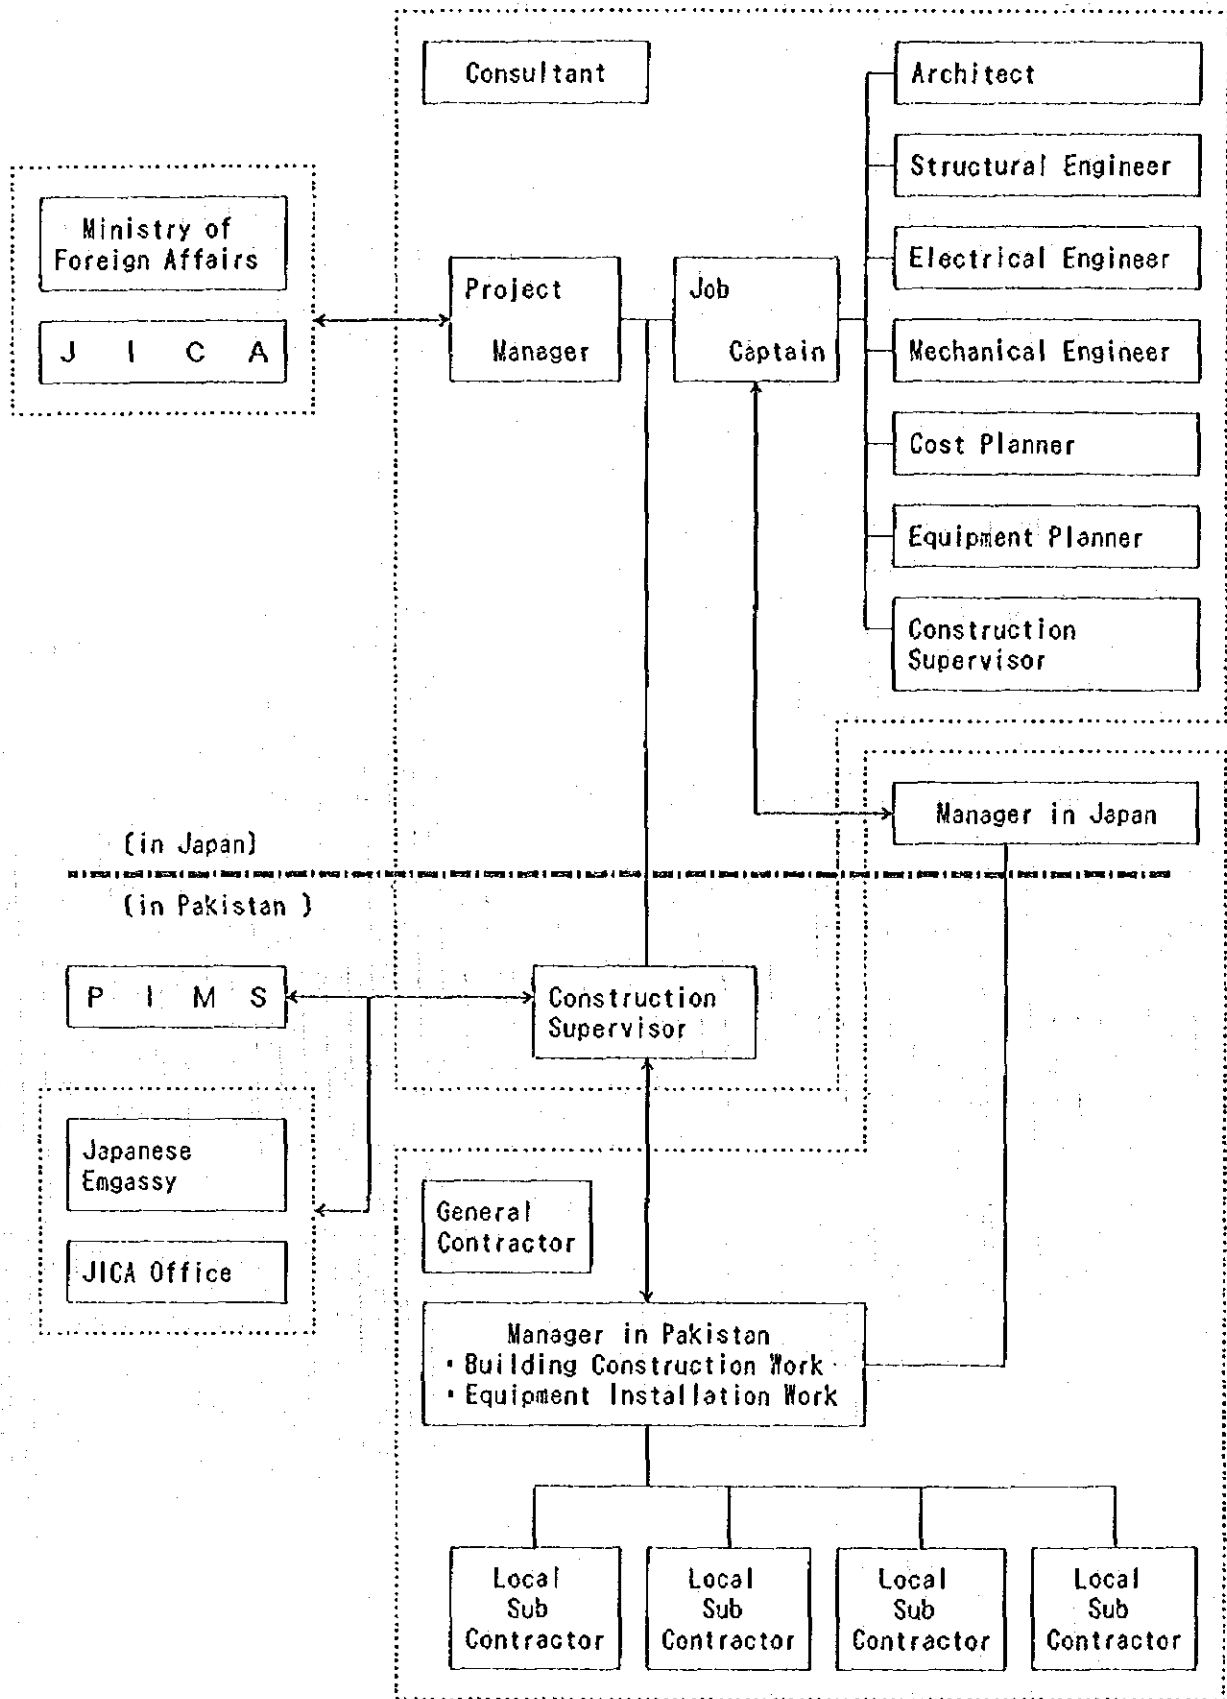 Consultant
Architect
Structural Engineer
Ministry of
Foreign Affairs
Electrical Engineer
Project
Manager
Job
Captain
J I C A
Mechanical Engineer
Cost Planner
Equipment Planner
Construction
Supervisor
Manager in Japan
(in Japan)
(in Pakistan )
P I M S
Construction
Supervisor
Japanese
Emgassy
JICA Office
General
Contractor
Manager in Pakistan
・Building Construction Work
・Equipment Installation Work
Local
Sub
Contractor
Local
Sub
Contractor
Local
Sub
Contractor
Local
Sub
Contractor